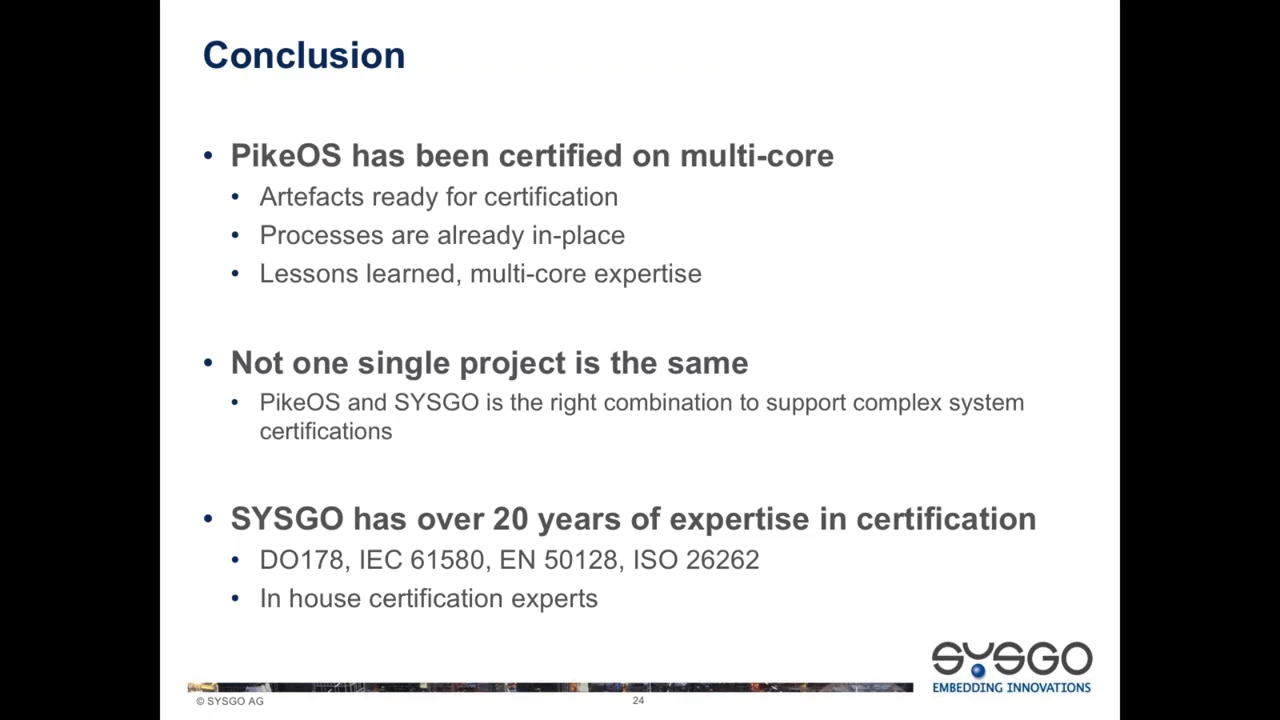 Conclusion
• PikeOS has been certified on multi-core
• Artefacts ready for certification
• Processes are already in-place
• Lessons learned, multi-core expertise
• Not one single project is the same
• PikeOS and SYSGO is the right combination to support complex system
certifications
• SYSGO has over 20 years of expertise in certification
• DO178, IEC 61580, EN 50128, ISO 26262
• In house certification experts
SYSGO
EMBEDDING INNOVATIONS
© SYSGO AG
24